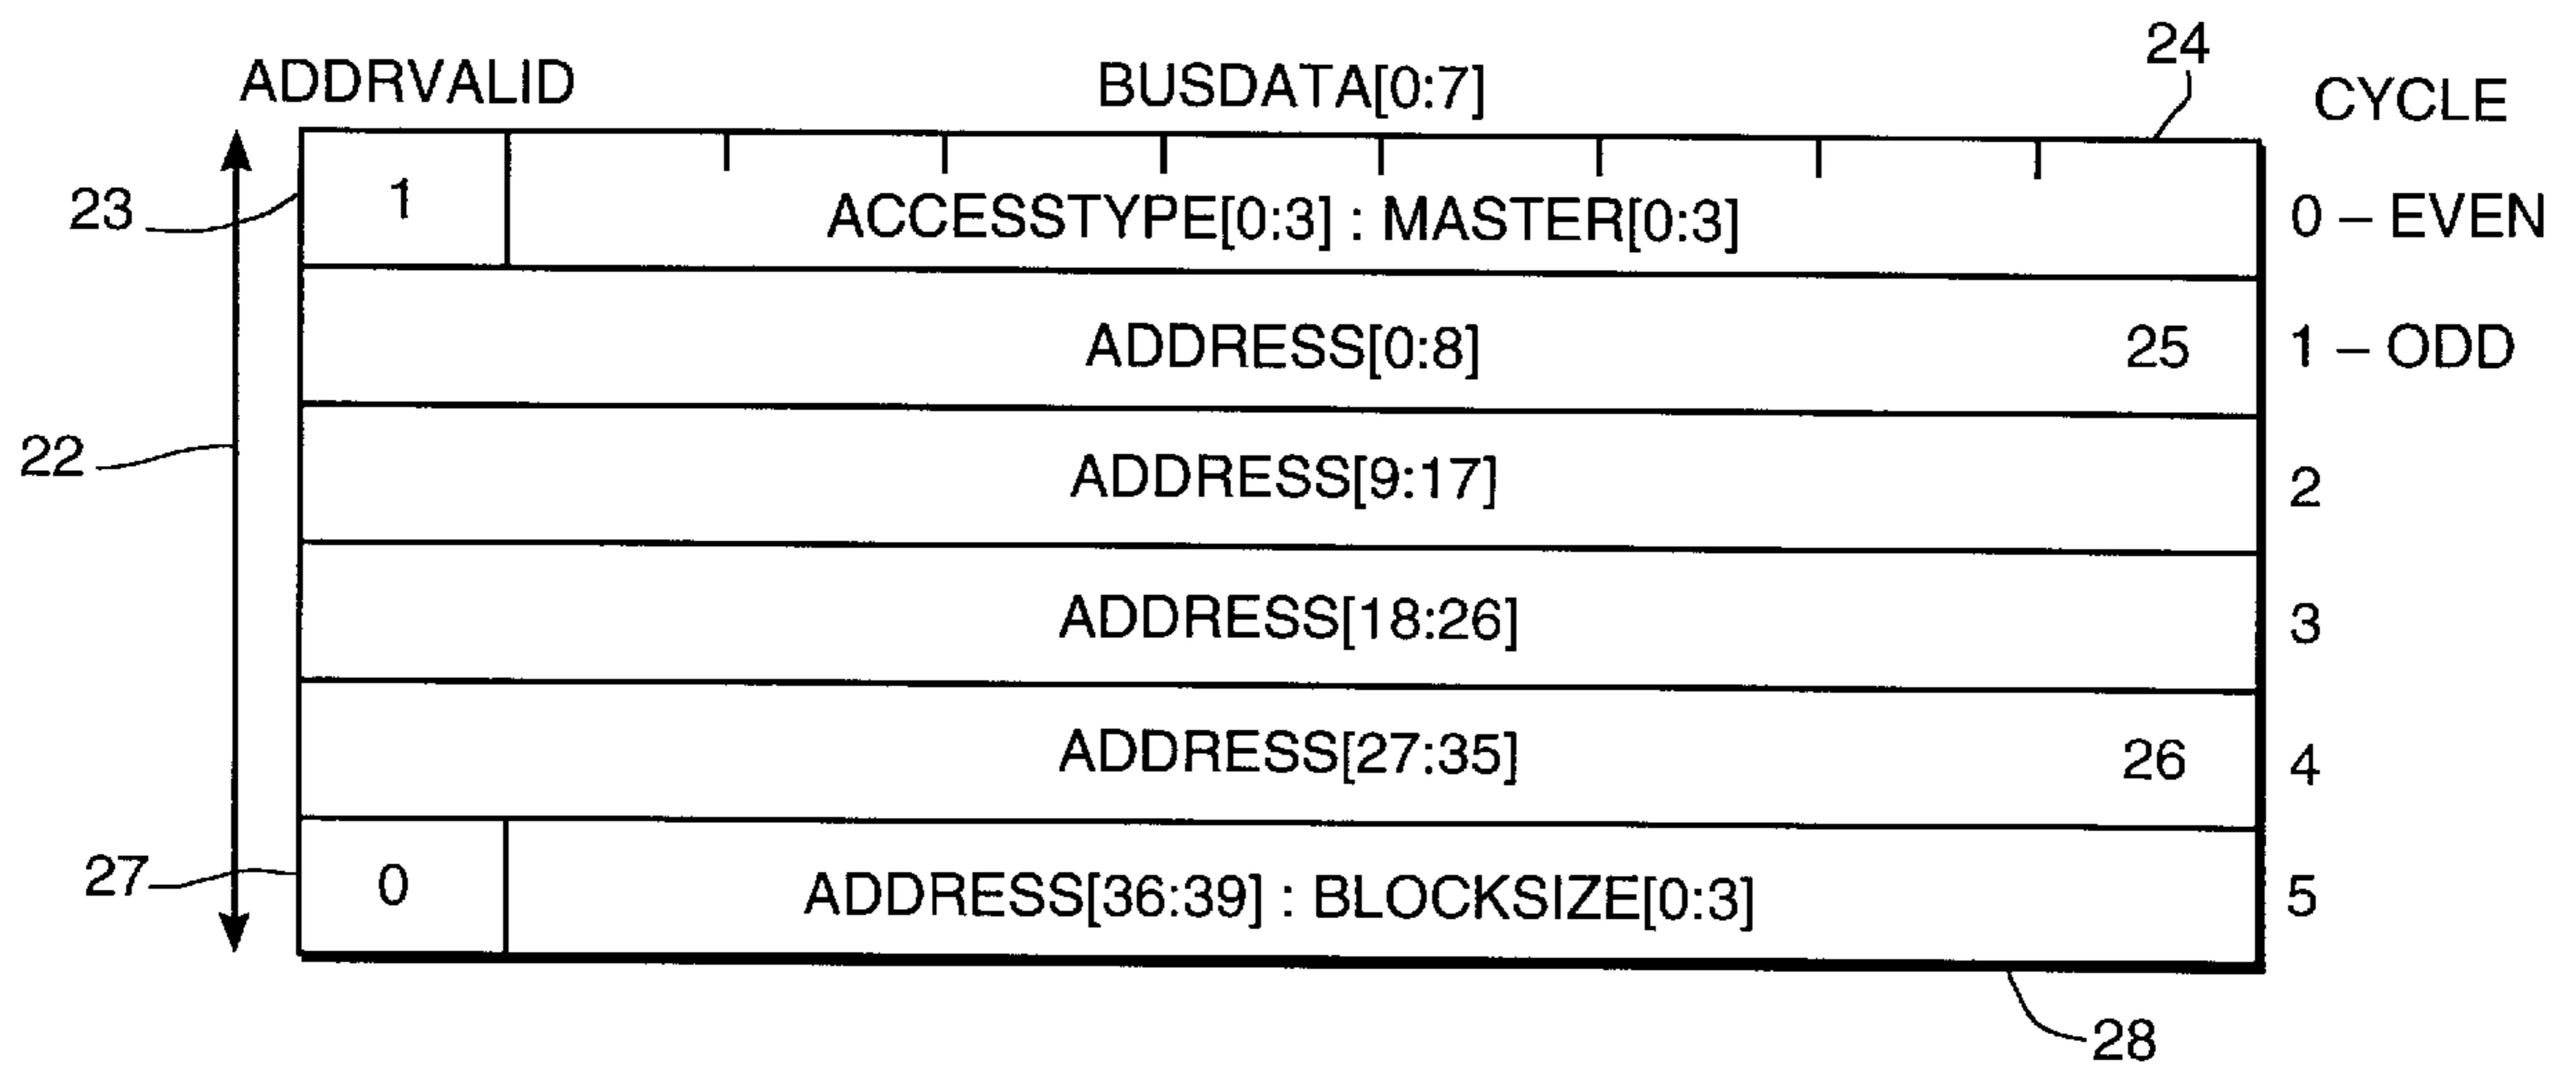 24
ADDRVALID BUSDATA[0:7] CYCLE
23 1 ACCESSTYPE[0:3] : MASTER[0:3] 0 – EVEN
ADDRESS[0:8] 25 1 – ODD
22 ADDRESS[9:17] 2
ADDRESS[18:26] 3
ADDRESS[27:35] 26 4
27 0 ADDRESS[36:39] : BLOCKSIZE[0:3] 5
28